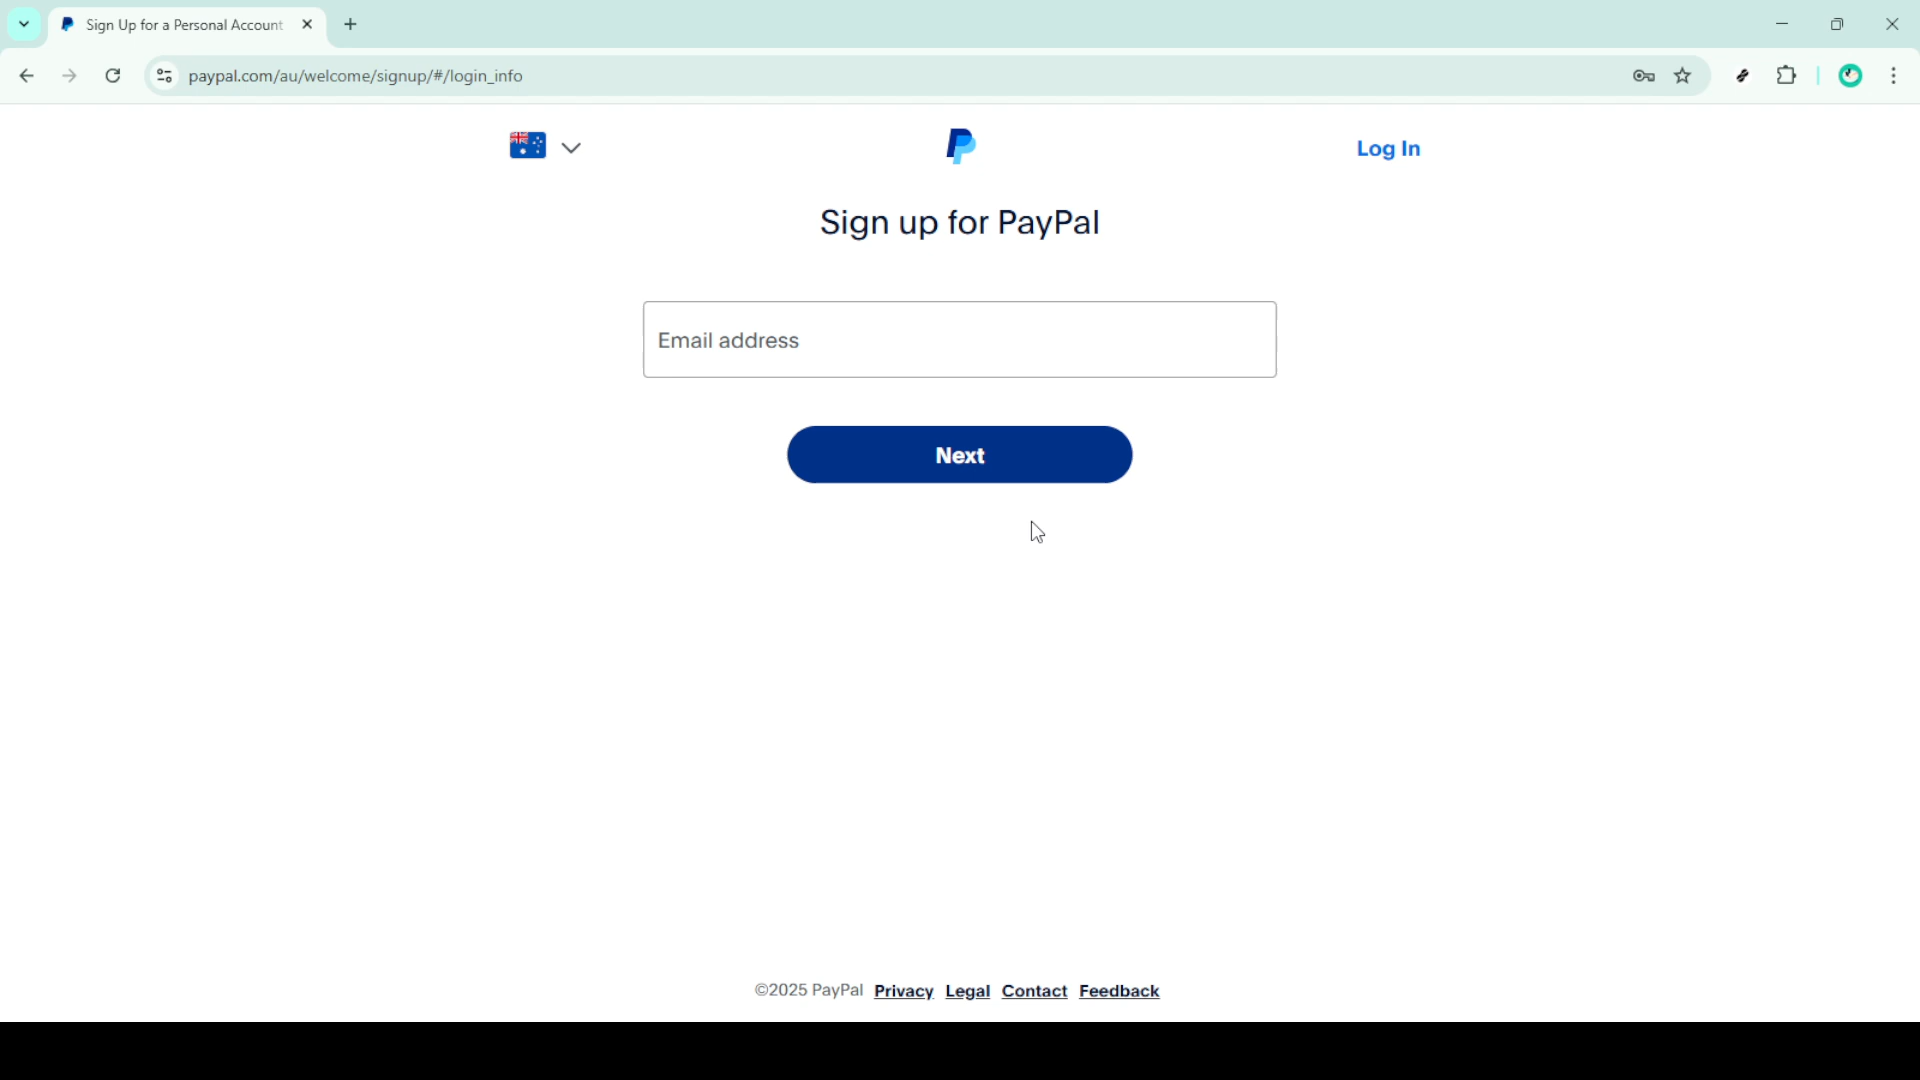 Sign Up for a Personal Account
paypal.com/au/welcome/signup/#/login_info
Log In
Sign up for PayPal
Email address
Next
©2025 PayPal Privacy Legal Contact Feedback